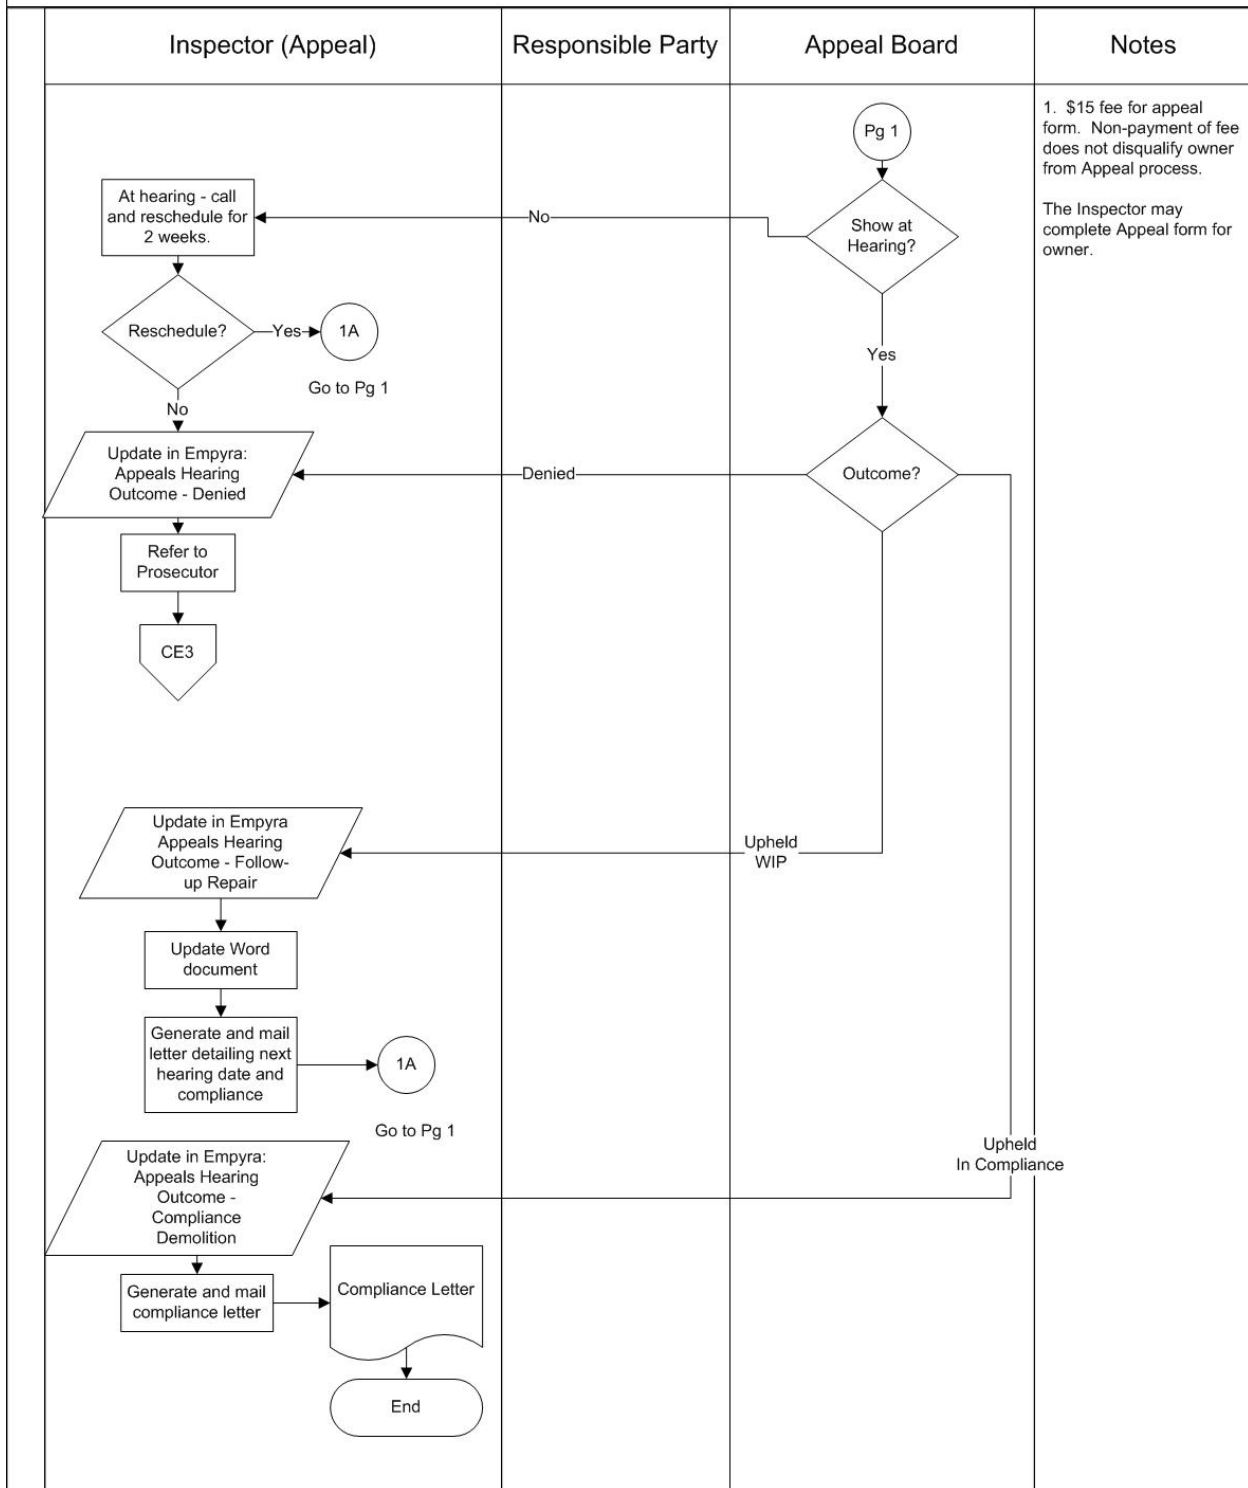 Inspector (Appeal)
Responsible Party
Appeal Board
Notes
Pg 1
1. $15 fee for appeal
form. Non-payment of fee
does not disqualify owner
from Appeal process.
The Inspector may
complete Appeal form for
owner.
At hearing - call
and reschedule for
2 weeks.
No
Show at
Hearing?
Reschedule?
Yes
1A
Go to Pg 1
Yes
No
Update in Empyra:
Appeals Hearing
Outcome - Denied
Denied
Outcome?
Refer to
Prosecutor
CE3
Update in Empyra
Appeals Hearing
Outcome - Follow-
up Repair
Upheld
WIP
Update Word
document
Generate and mail
letter detailing next
hearing date and
compliance
1A
Go to Pg 1
Upheld
In Compliance
Update in Empyra:
Appeals Hearing
Outcome -
Compliance
Demolition
Generate and mail
compliance letter
Compliance Letter
End